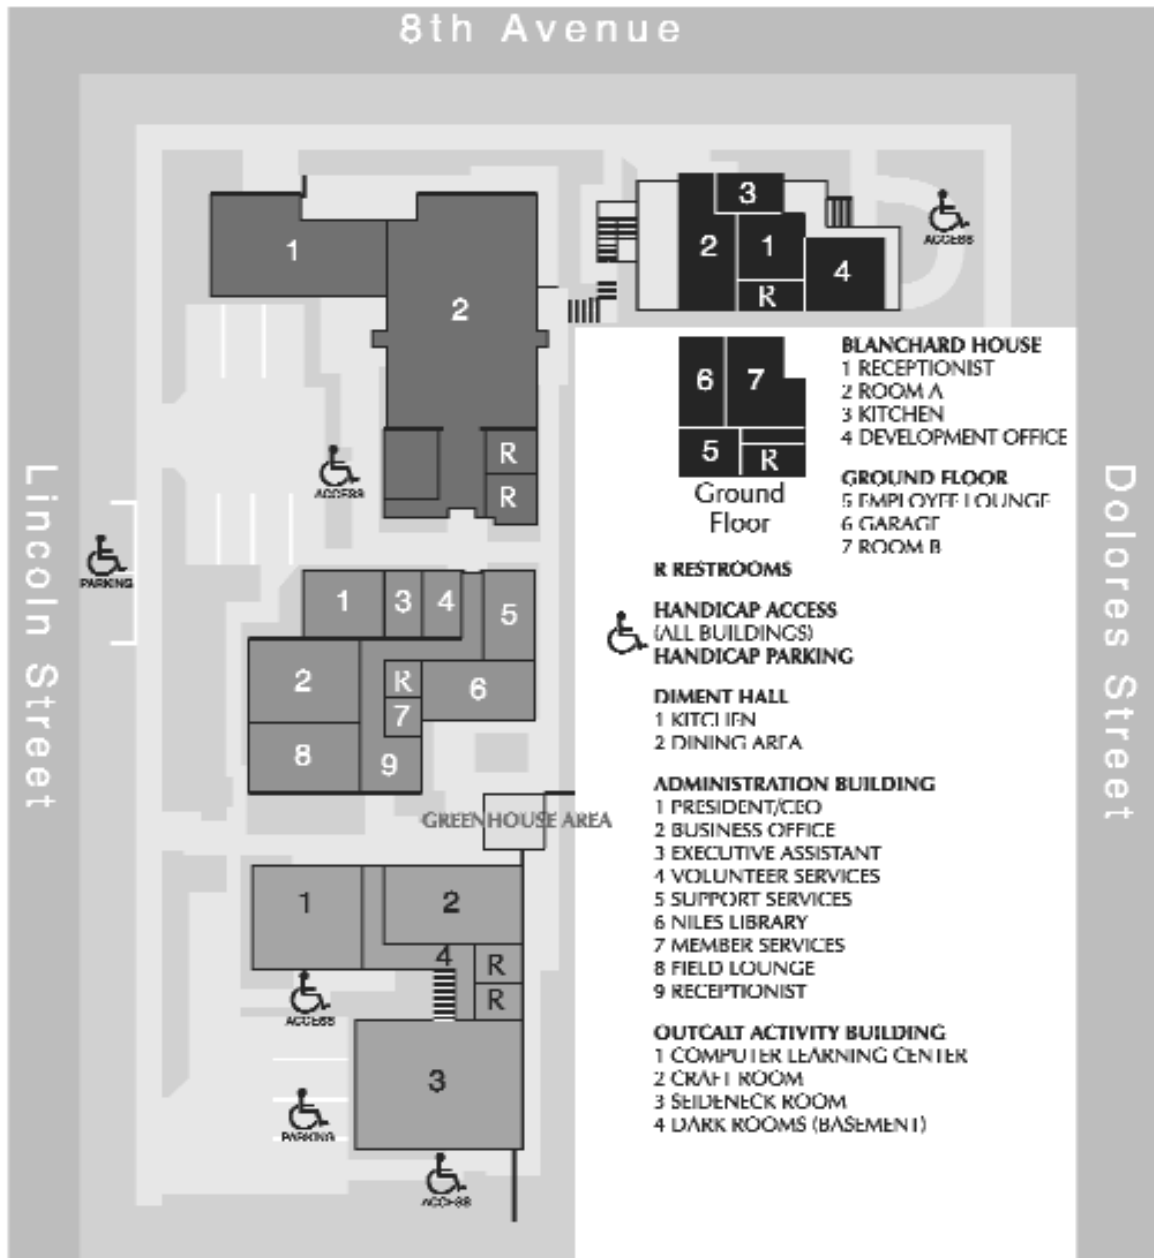 8th Avenue
Lincoln Street
Dolores Street
1
2
R
R
ACCESS
PARKING
3
2
1
4
R
ACCESS
6
7
5
R
Ground
Floor
BLANCHARD HOUSE
1 RECEPTIONIST
2 ROOM A
3 KITCHEN
4 DEVELOPMENT OFFICE
GROUND FLOOR
5 EMPLOYEE LOUNGE
6 GARAGE
7 ROOM B
R RESTROOMS
HANDICAP ACCESS
(ALL BUILDINGS)
HANDICAP PARKING
DIMENT HALL
1 KITCHEN
2 DINING AREA
ADMINISTRATION BUILDING
1 PRESIDENT/CEO
2 BUSINESS OFFICE
3 EXECUTIVE ASSISTANT
4 VOLUNTEER SERVICES
5 SUPPORT SERVICES
6 NILES LIBRARY
7 MEMBER SERVICES
8 FIELD LOUNGE
9 RECEPTIONIST
OUTCALT ACTIVITY BUILDING
1 COMPUTER LEARNING CENTER
2 CRAFT ROOM
3 SEIDENECK ROOM
4 DARK ROOMS (BASEMENT)
1
3
4
5
2
R
6
7
8
9
GREENHOUSE AREA
1
2
4
R
R
ACCESS
3
PARKING
ACCESS